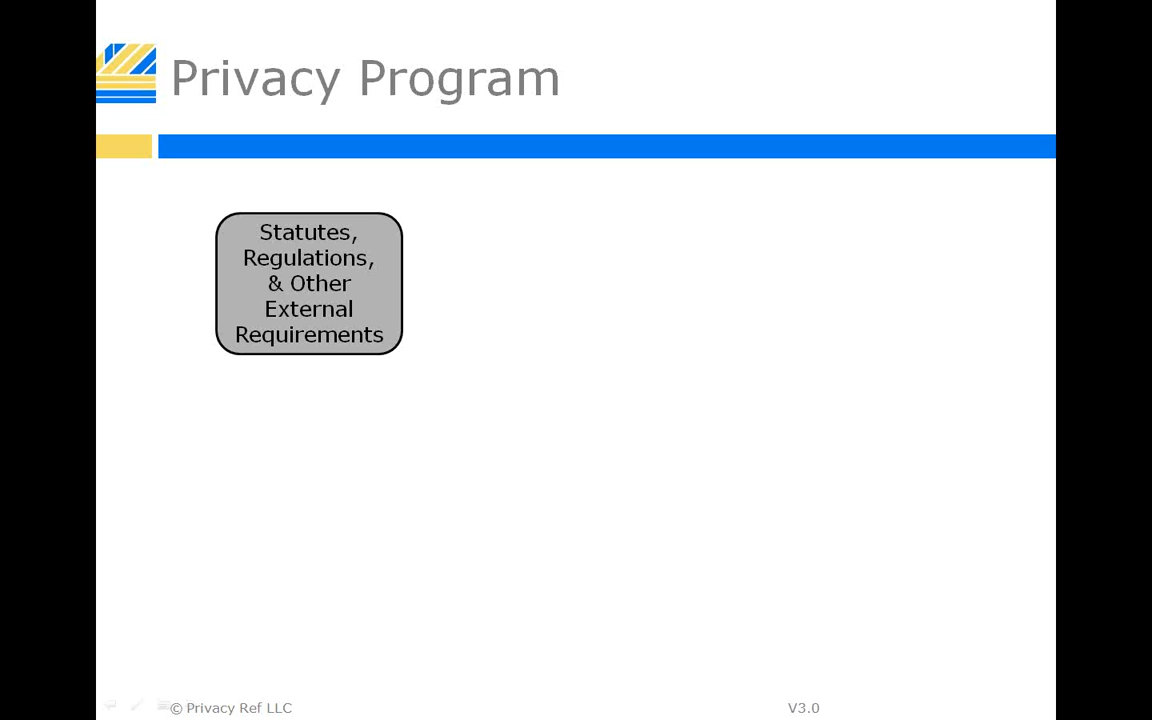 Privacy Program
Statutes,
Regulations,
& Other
External
Requirements
© Privacy Ref LLC
V3.0